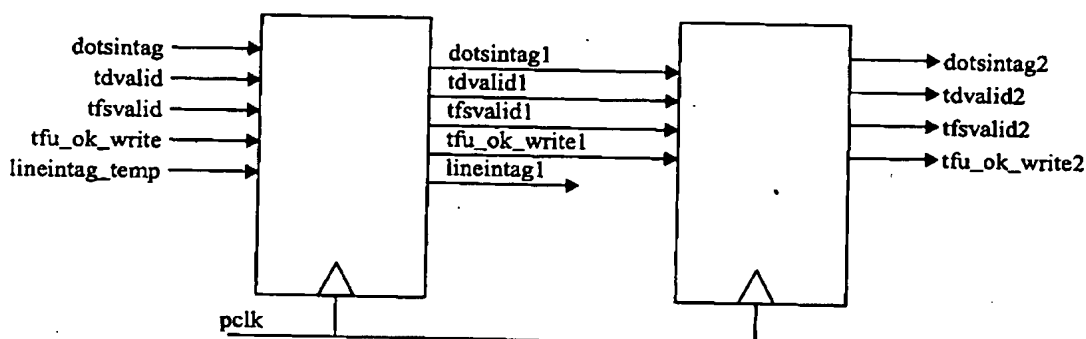 dotsintag
tdvalid
tfsvalid
tfu_ok_write
lineintag_temp
dotsintag1
tdvalid1
tfsvalid1
tfu_ok_write1
lineintag1
dotsintag2
tdvalid2
tfsvalid2
tfu_ok_write2
pclk